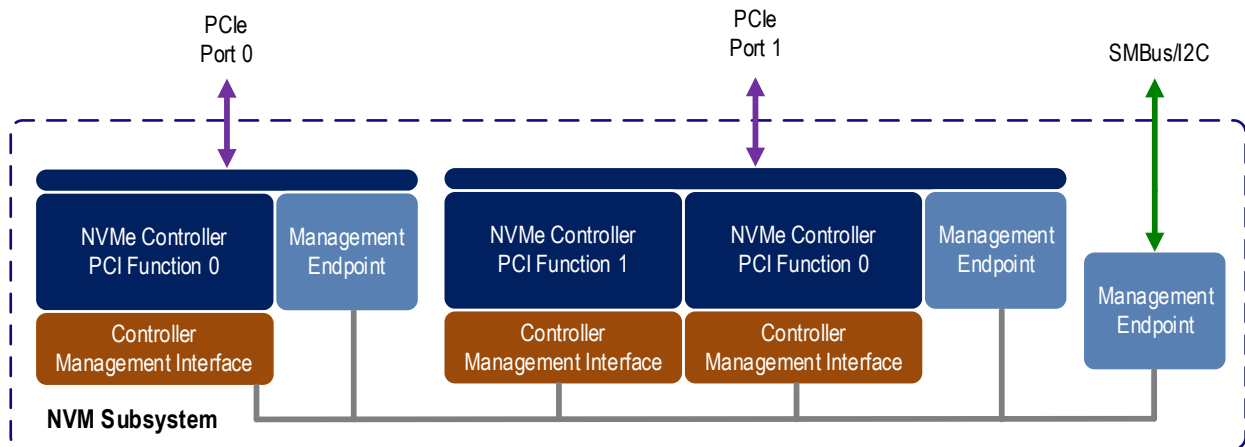 PCIe
Port 0
PCIe
Port 1
SMBus/I2C
NVMe Controller
PCI Function 0
Management
Endpoint
NVMe Controller
PCI Function 1
NVMe Controller
PCI Function 0
Management
Endpoint
Management
Endpoint
Controller
Management Interface
Controller
Management Interface
Controller
Management Interface
NVM Subsystem